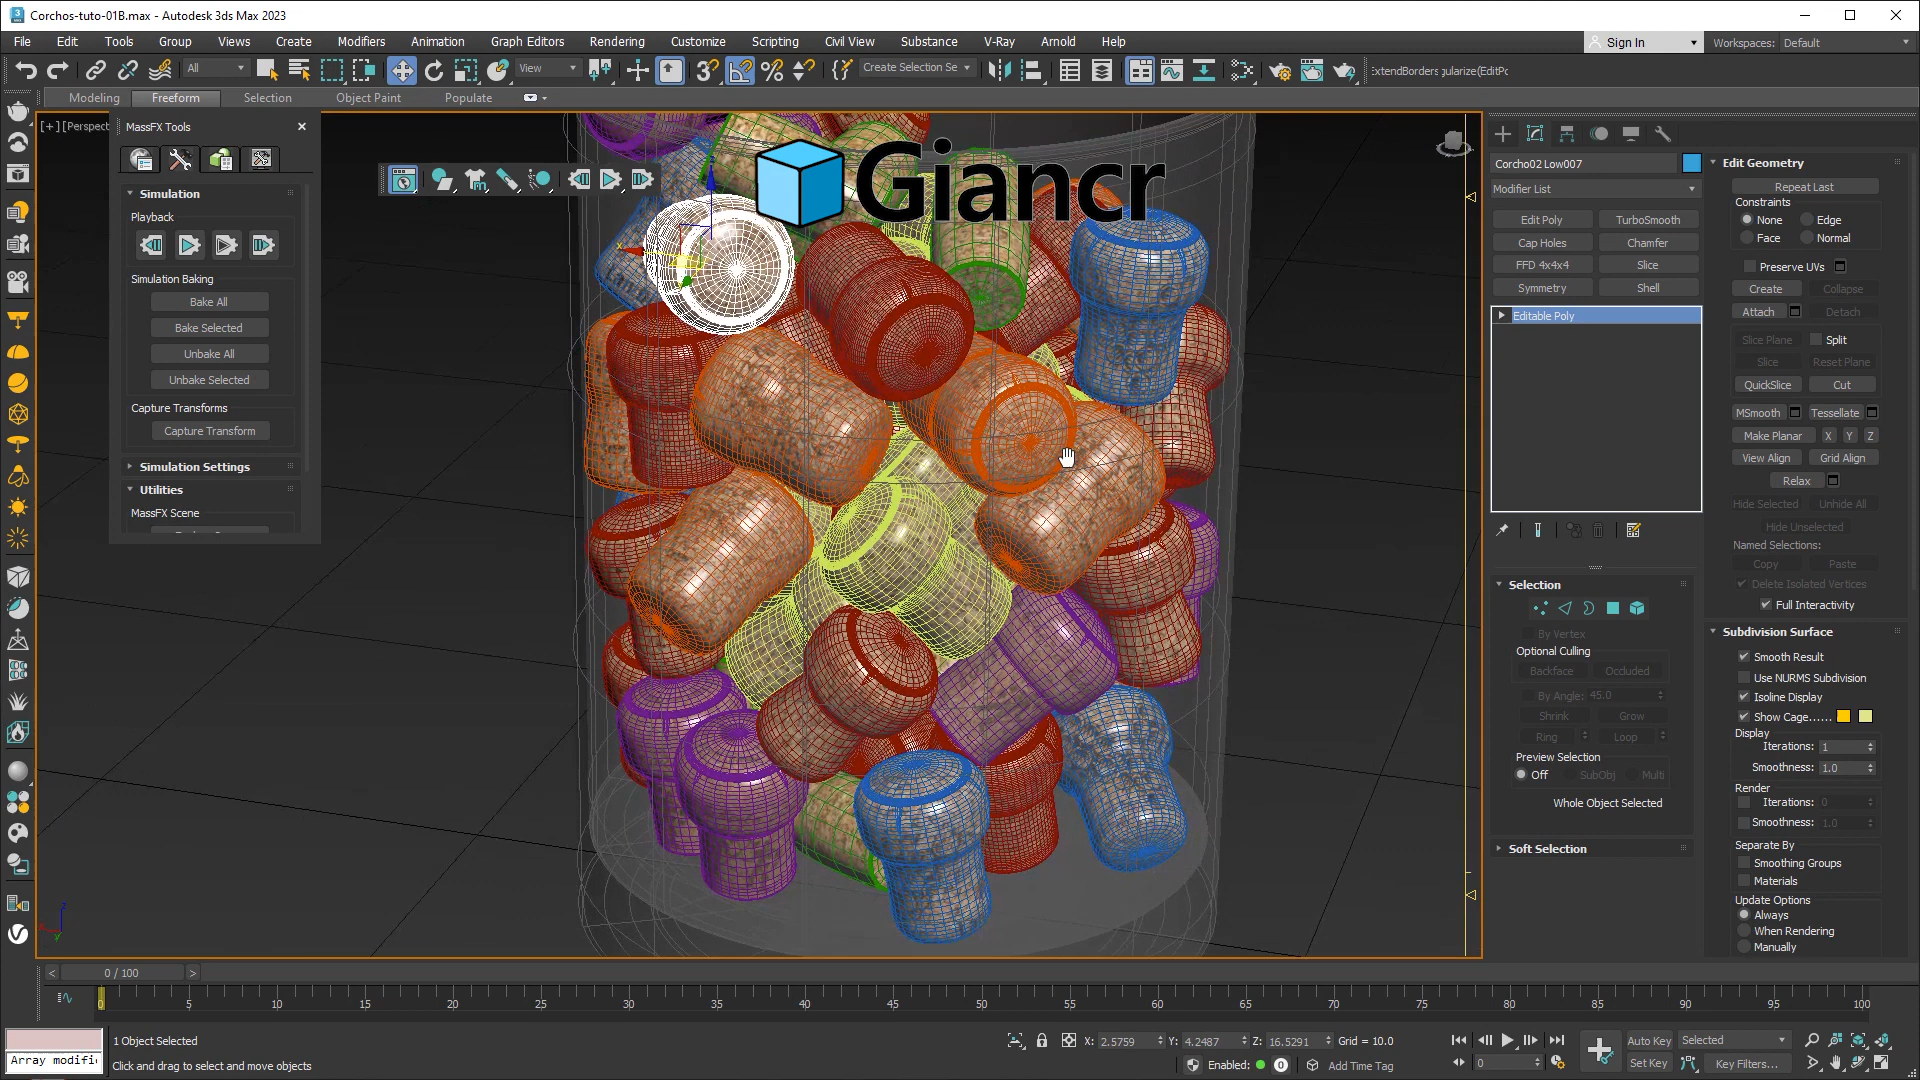 Corchos-tuto-01B.max - Autodesk 3ds Max 2023
File Edit Tools Group Views Create Modifiers Animation Graph Editors Rendering Customize Scripting Civil View Substance V-Ray Arnold Help
Sign In Workspaces: Default
All View Create Selection Se
Modeling Freeform Selection Object Paint Populate
[+][Perspect
MassFX Tools
Simulation
Playback
Simulation Baking
Bake All
Bake Selected
Unbake All
Unbake Selected
Capture Transforms
Capture Transform
Simulation Settings
Utilities
MassFX Scene
Giancr
Corcho02 Low007
Modifier List
Edit Poly TurboSmooth
Cap Holes Chamfer
FFD 4x4x4 Slice
Symmetry Shell
Editable Poly
Selection
By Vertex
Optional Culling
Backface Occluded
By Angle: 45.0
Shrink Grow
Ring Loop
Preview Selection
Off SubObj Multi
Whole Object Selected
Soft Selection
Edit Geometry
Repeat Last
Constraints
None Edge
Face Normal
Preserve UVs
Create Collapse
Attach Detach
Slice Plane Split
Slice Reset Plane
QuickSlice Cut
MSmooth Tessellate
Make Planar X Y Z
View Align Grid Align
Relax
Hide Selected Unhide All
Hide Unselected
Named Selections:
Copy Paste
Delete Isolated Vertices
Full Interactivity
Subdivision Surface
Smooth Result
Use NURMS Subdivision
Isoline Display
Show Cage......
Display
Iterations: 1
Smoothness: 1.0
Render
Iterations: 0
Smoothness: 1.0
Separate By
Smoothing Groups
Materials
Update Options
Always
When Rendering
Manually
0 / 100
0 5 10 15 20 25 30 35 40 45 50 55 60 65 70 75 80 85 90 95 100
1 Object Selected
X: 2.5759 Y: 4.2487 Z: 16.5291 Grid = 10.0
Auto Key Selected
Array modifi
Click and drag to select and move objects
Enabled: 0 Add Time Tag
0 Set Key Key Filters...